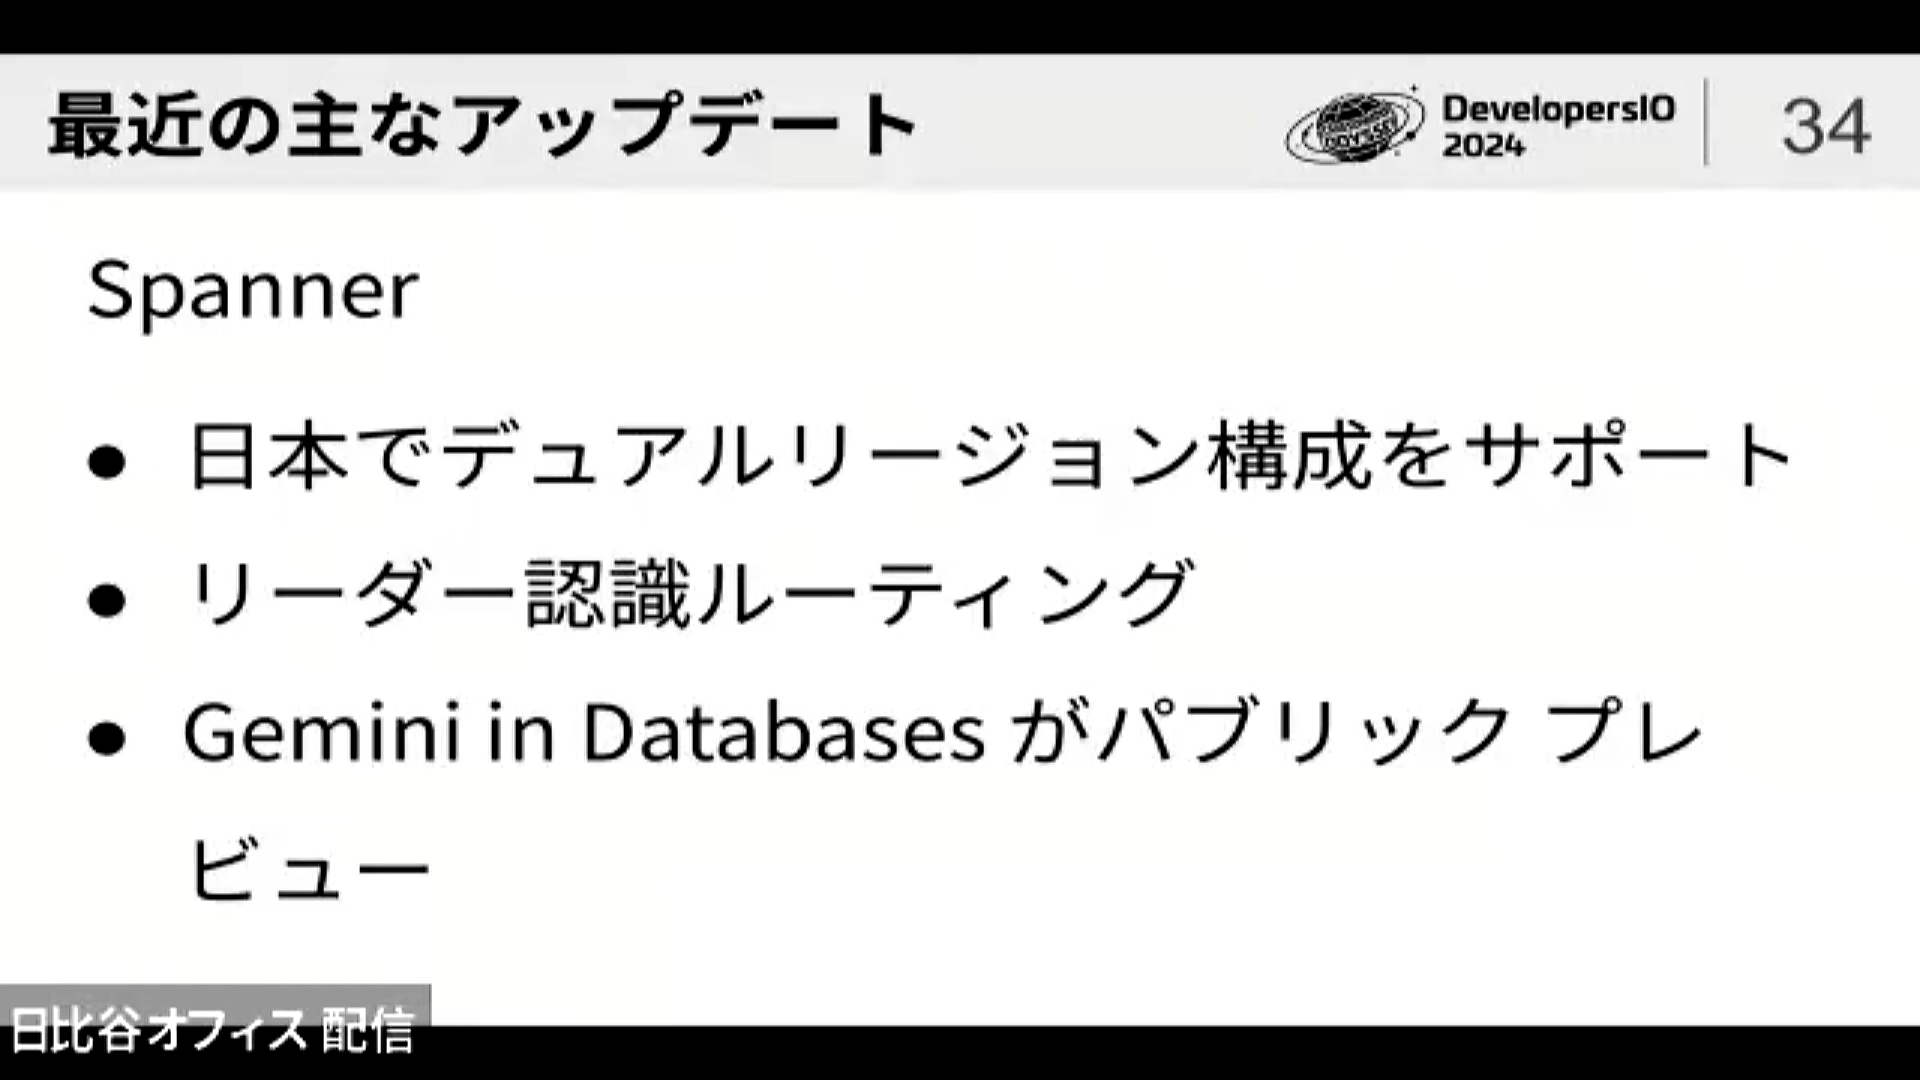 最近の主なアップデート
DevelopersIO
2024
34
Spanner
● 日本でデュアルリージョン構成をサポート
● リーダー認識ルーティング
● Gemini in Databases がパブリック プレ
ビュー
日比谷オフィス 配信